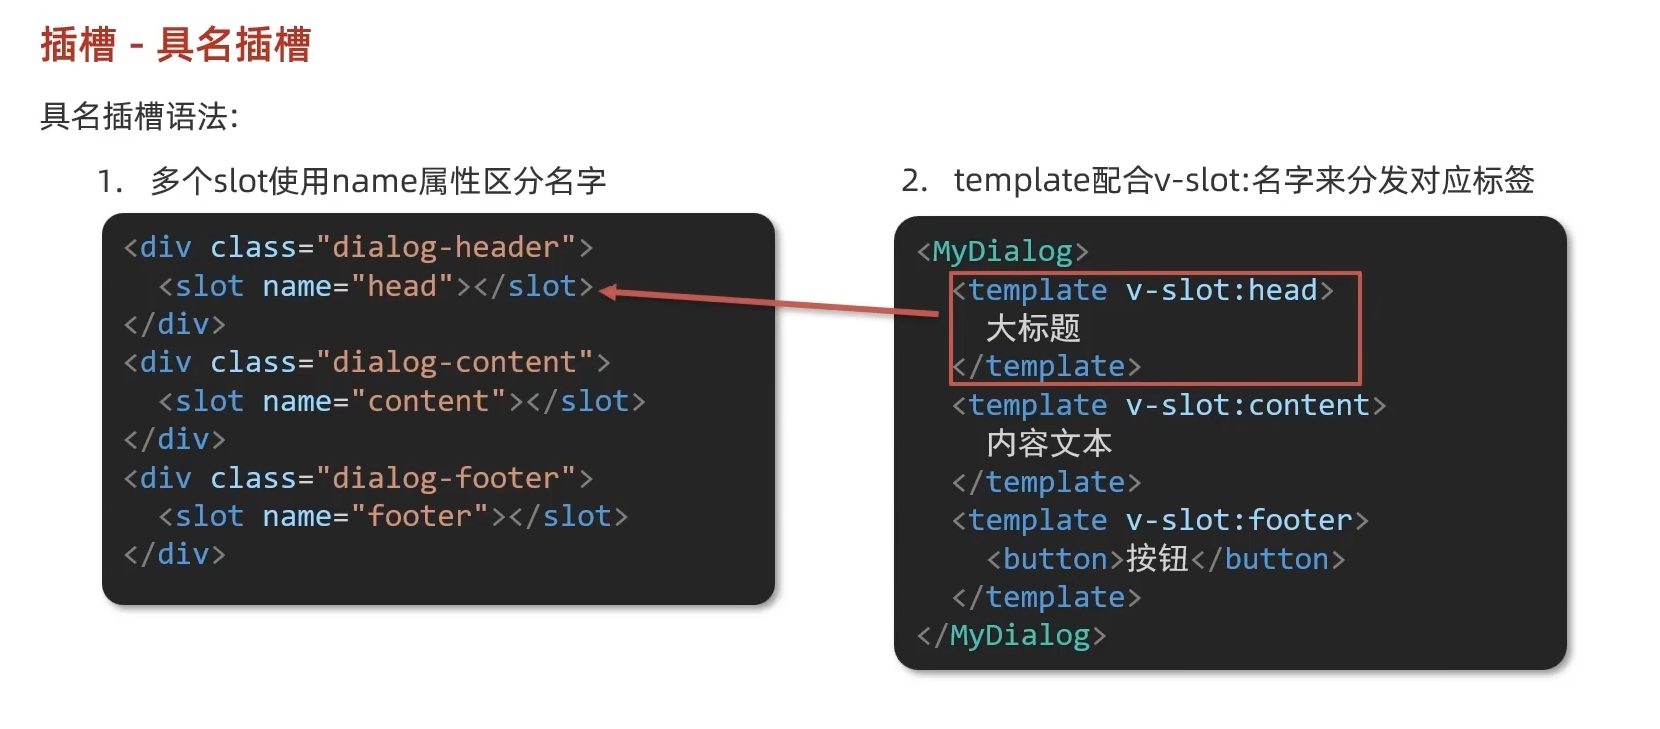 插槽 - 具名插槽
具名插槽语法：
1. 多个slot使用name属性区分名字
<div class="dialog-header">
  <slot name="head"></slot>
</div>
<div class="dialog-content">
  <slot name="content"></slot>
</div>
<div class="dialog-footer">
  <slot name="footer"></slot>
</div>
2. template配合v-slot:名字来分发对应标签
<MyDialog>
  <template v-slot:head>
    大标题
  </template>
  <template v-slot:content>
    内容文本
  </template>
  <template v-slot:footer>
    <button>按钮</button>
  </template>
</MyDialog>